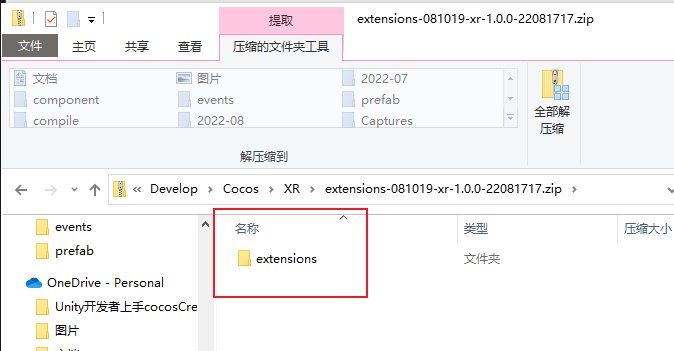 提取
extensions-081019-xr-1.0.0-22081717.zip
文件
主页
共享
查看
压缩的文件夹工具
文档
图片
2022-07
component
events
prefab
compile
2022-08
Captures
全部解
压缩
解压缩到
« Develop > Cocos > XR > extensions-081019-xr-1.0.0-22081717.zip >
events
prefab
OneDrive - Personal
Unity开发者上手cocosCre
图片
名称
类型
压缩大小
extensions
文件夹